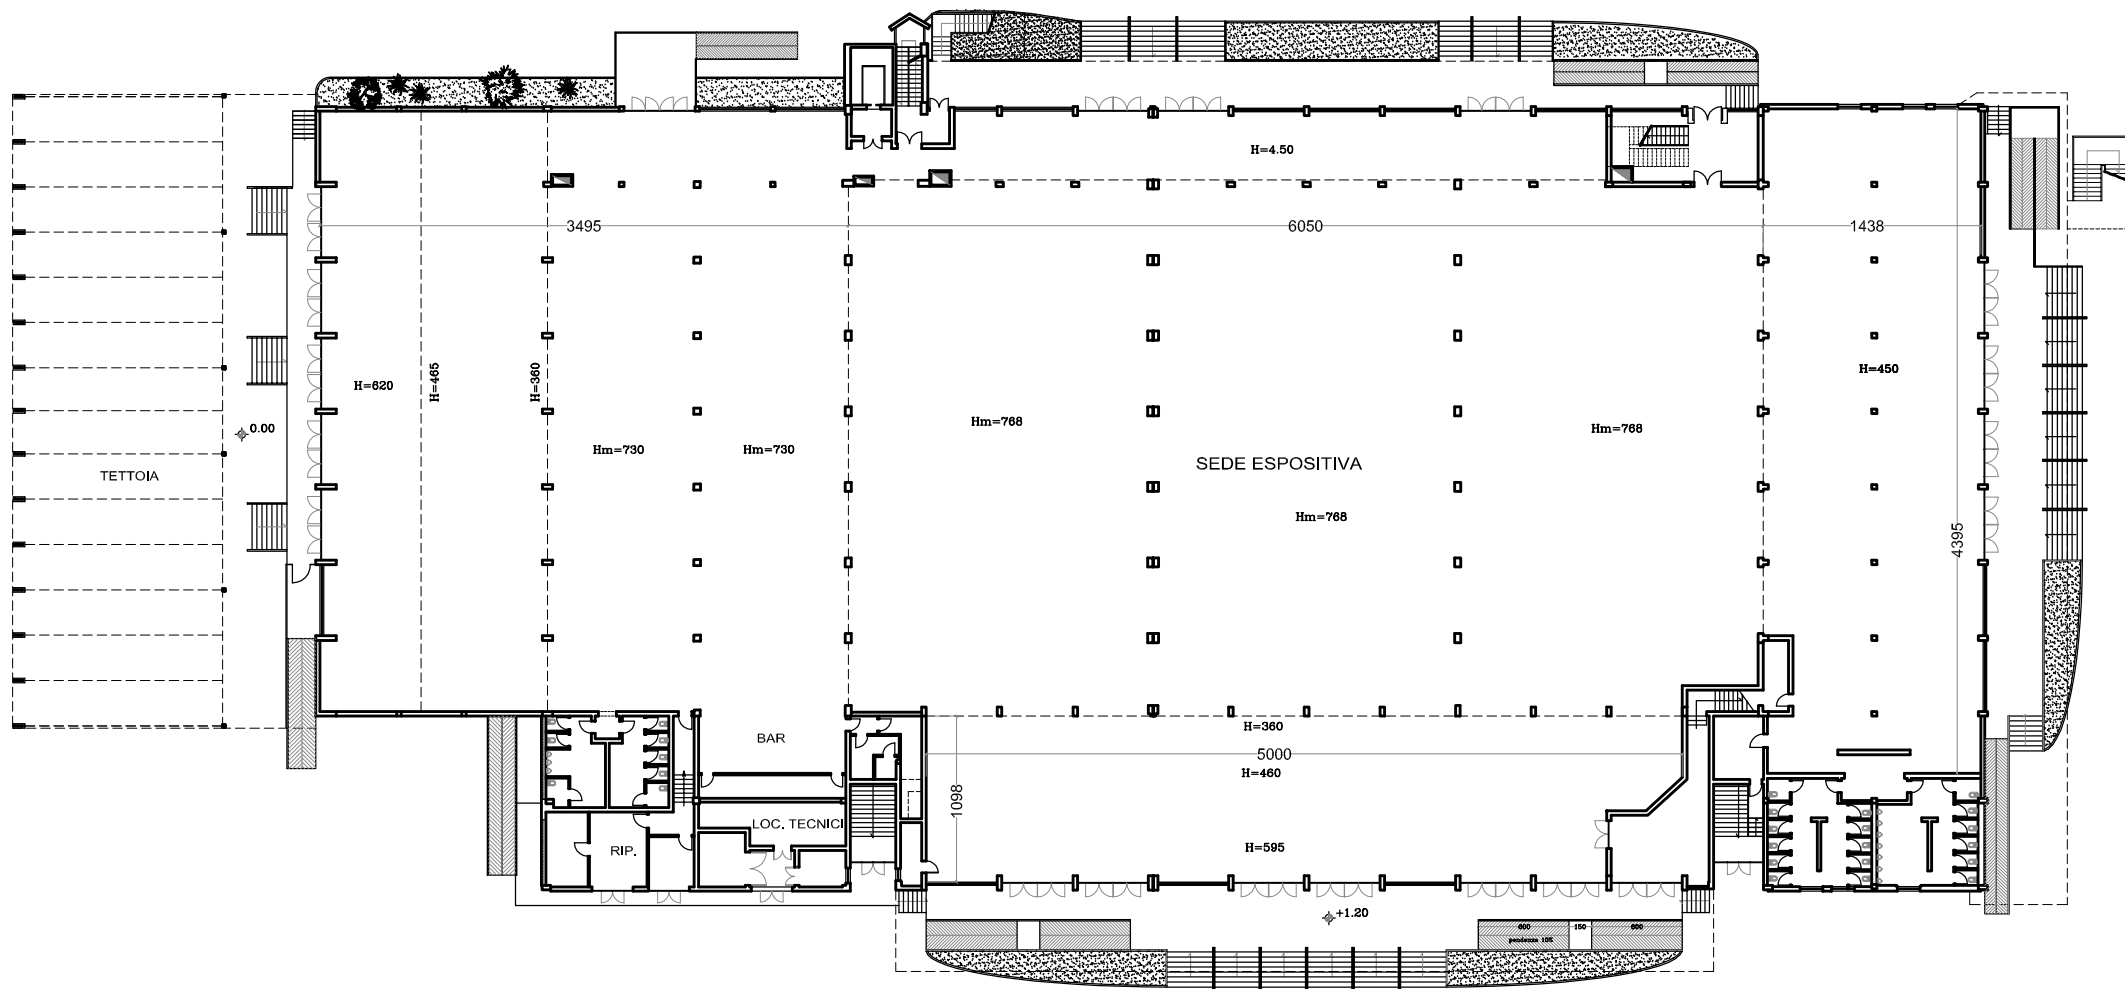 H=4.50
3495
6050
1438
H=620
H=465
H=360
H=450
0.00
Hm=730
Hm=730
Hm=768
Hm=768
SEDE ESPOSITIVA
TETTOIA
Hm=768
4395
BAR
H=360
5000
H=460
1098
LOC. TECNICI
RIP.
H=595
+1.20
600
150
600
pendenza 10%